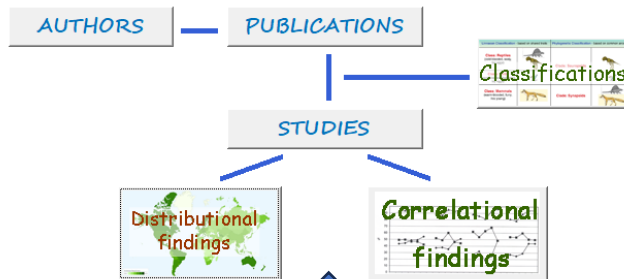 AUTHORS
PUBLICATIONS
Classifications
STUDIES
Distributional
findings
Correlational
findings